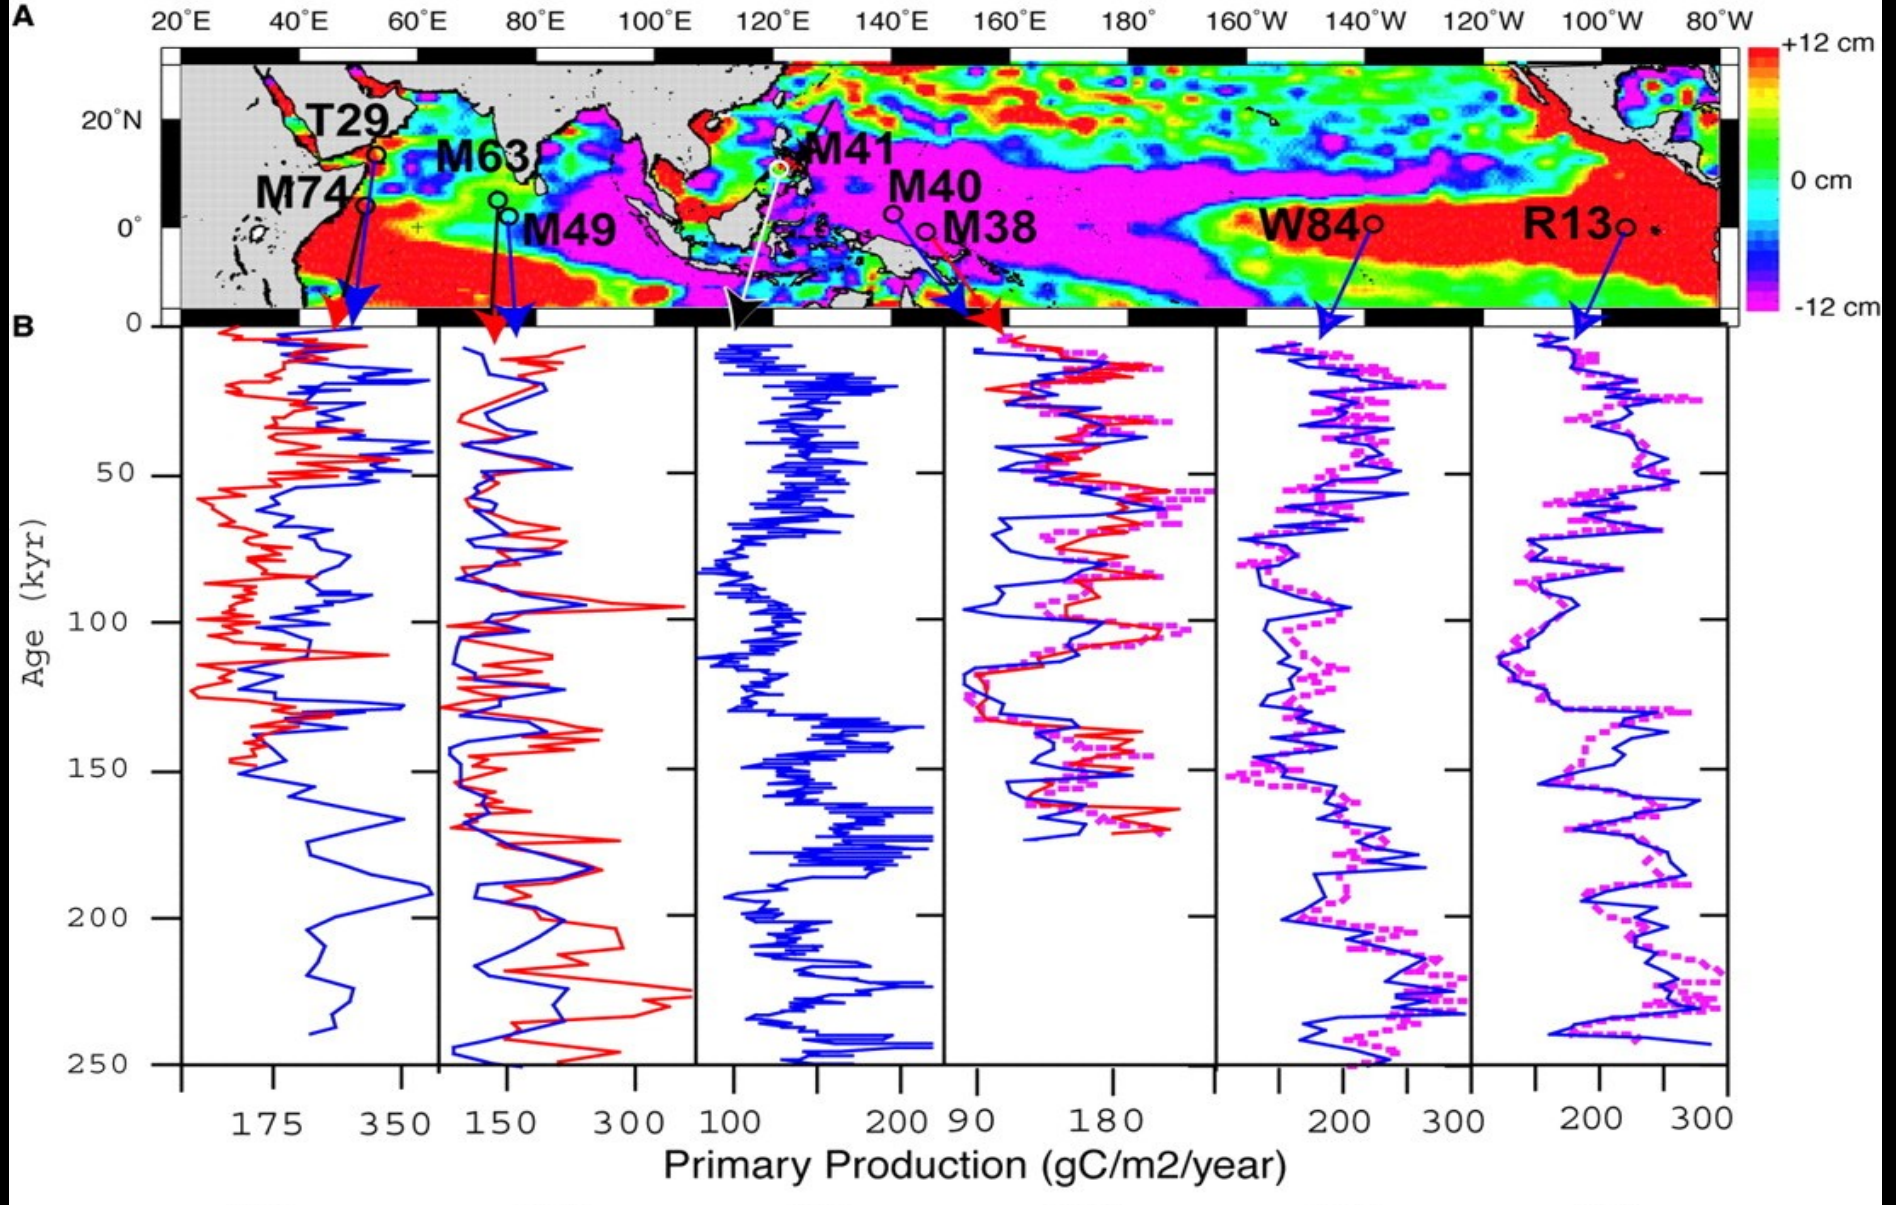 A
20°E 40°E 60°E 80°E 100°E 120°E 140°E 160°E 180° 160°W 140°W 120°W 100°W 80°W
+12 cm
20°N
T29
M63
M41
M74
M40
0 cm
0°
M49
M38
W84
R13
-12 cm
B
0
50
100
150
200
250
Age (kyr)
175 350 150 300 100 200 90 180 200 300 200 300
Primary Production (gC/m2/year)